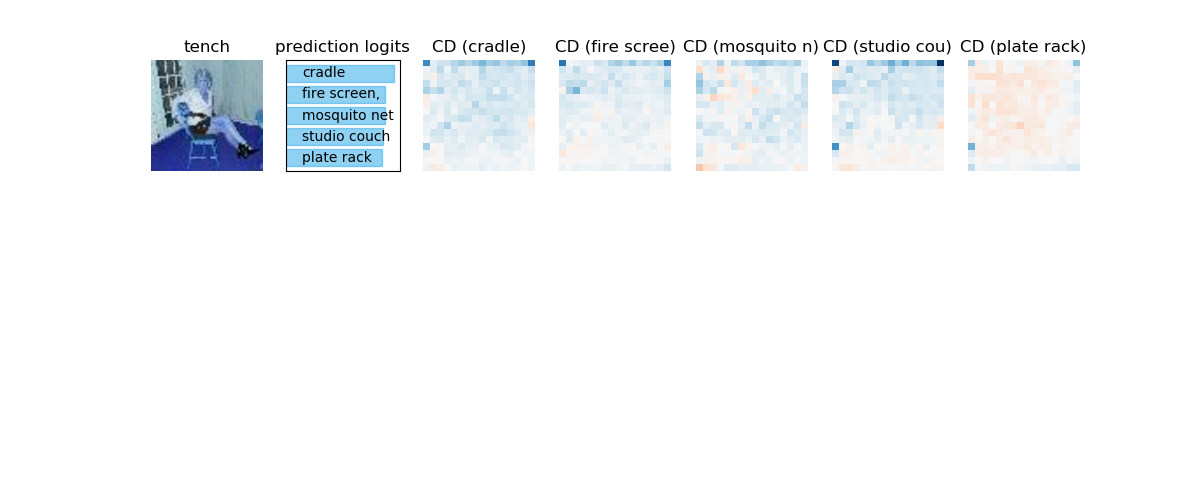 tench
prediction logits
CD (cradle)
CD (fire scree)
CD (mosquito n)
CD (studio cou)
CD (plate rack)
cradle
fire screen,
mosquito net
studio couch
plate rack